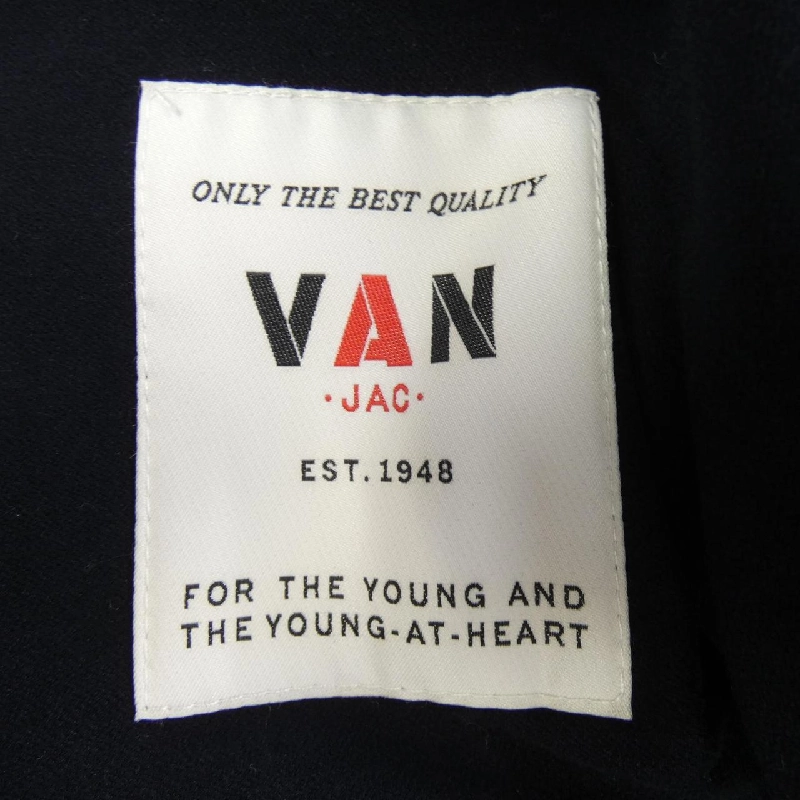 ONLY THE BEST QUALITY
VAN
·JAC·
EST. 1948
FOR THE YOUNG AND
THE YOUNG-AT-HEART